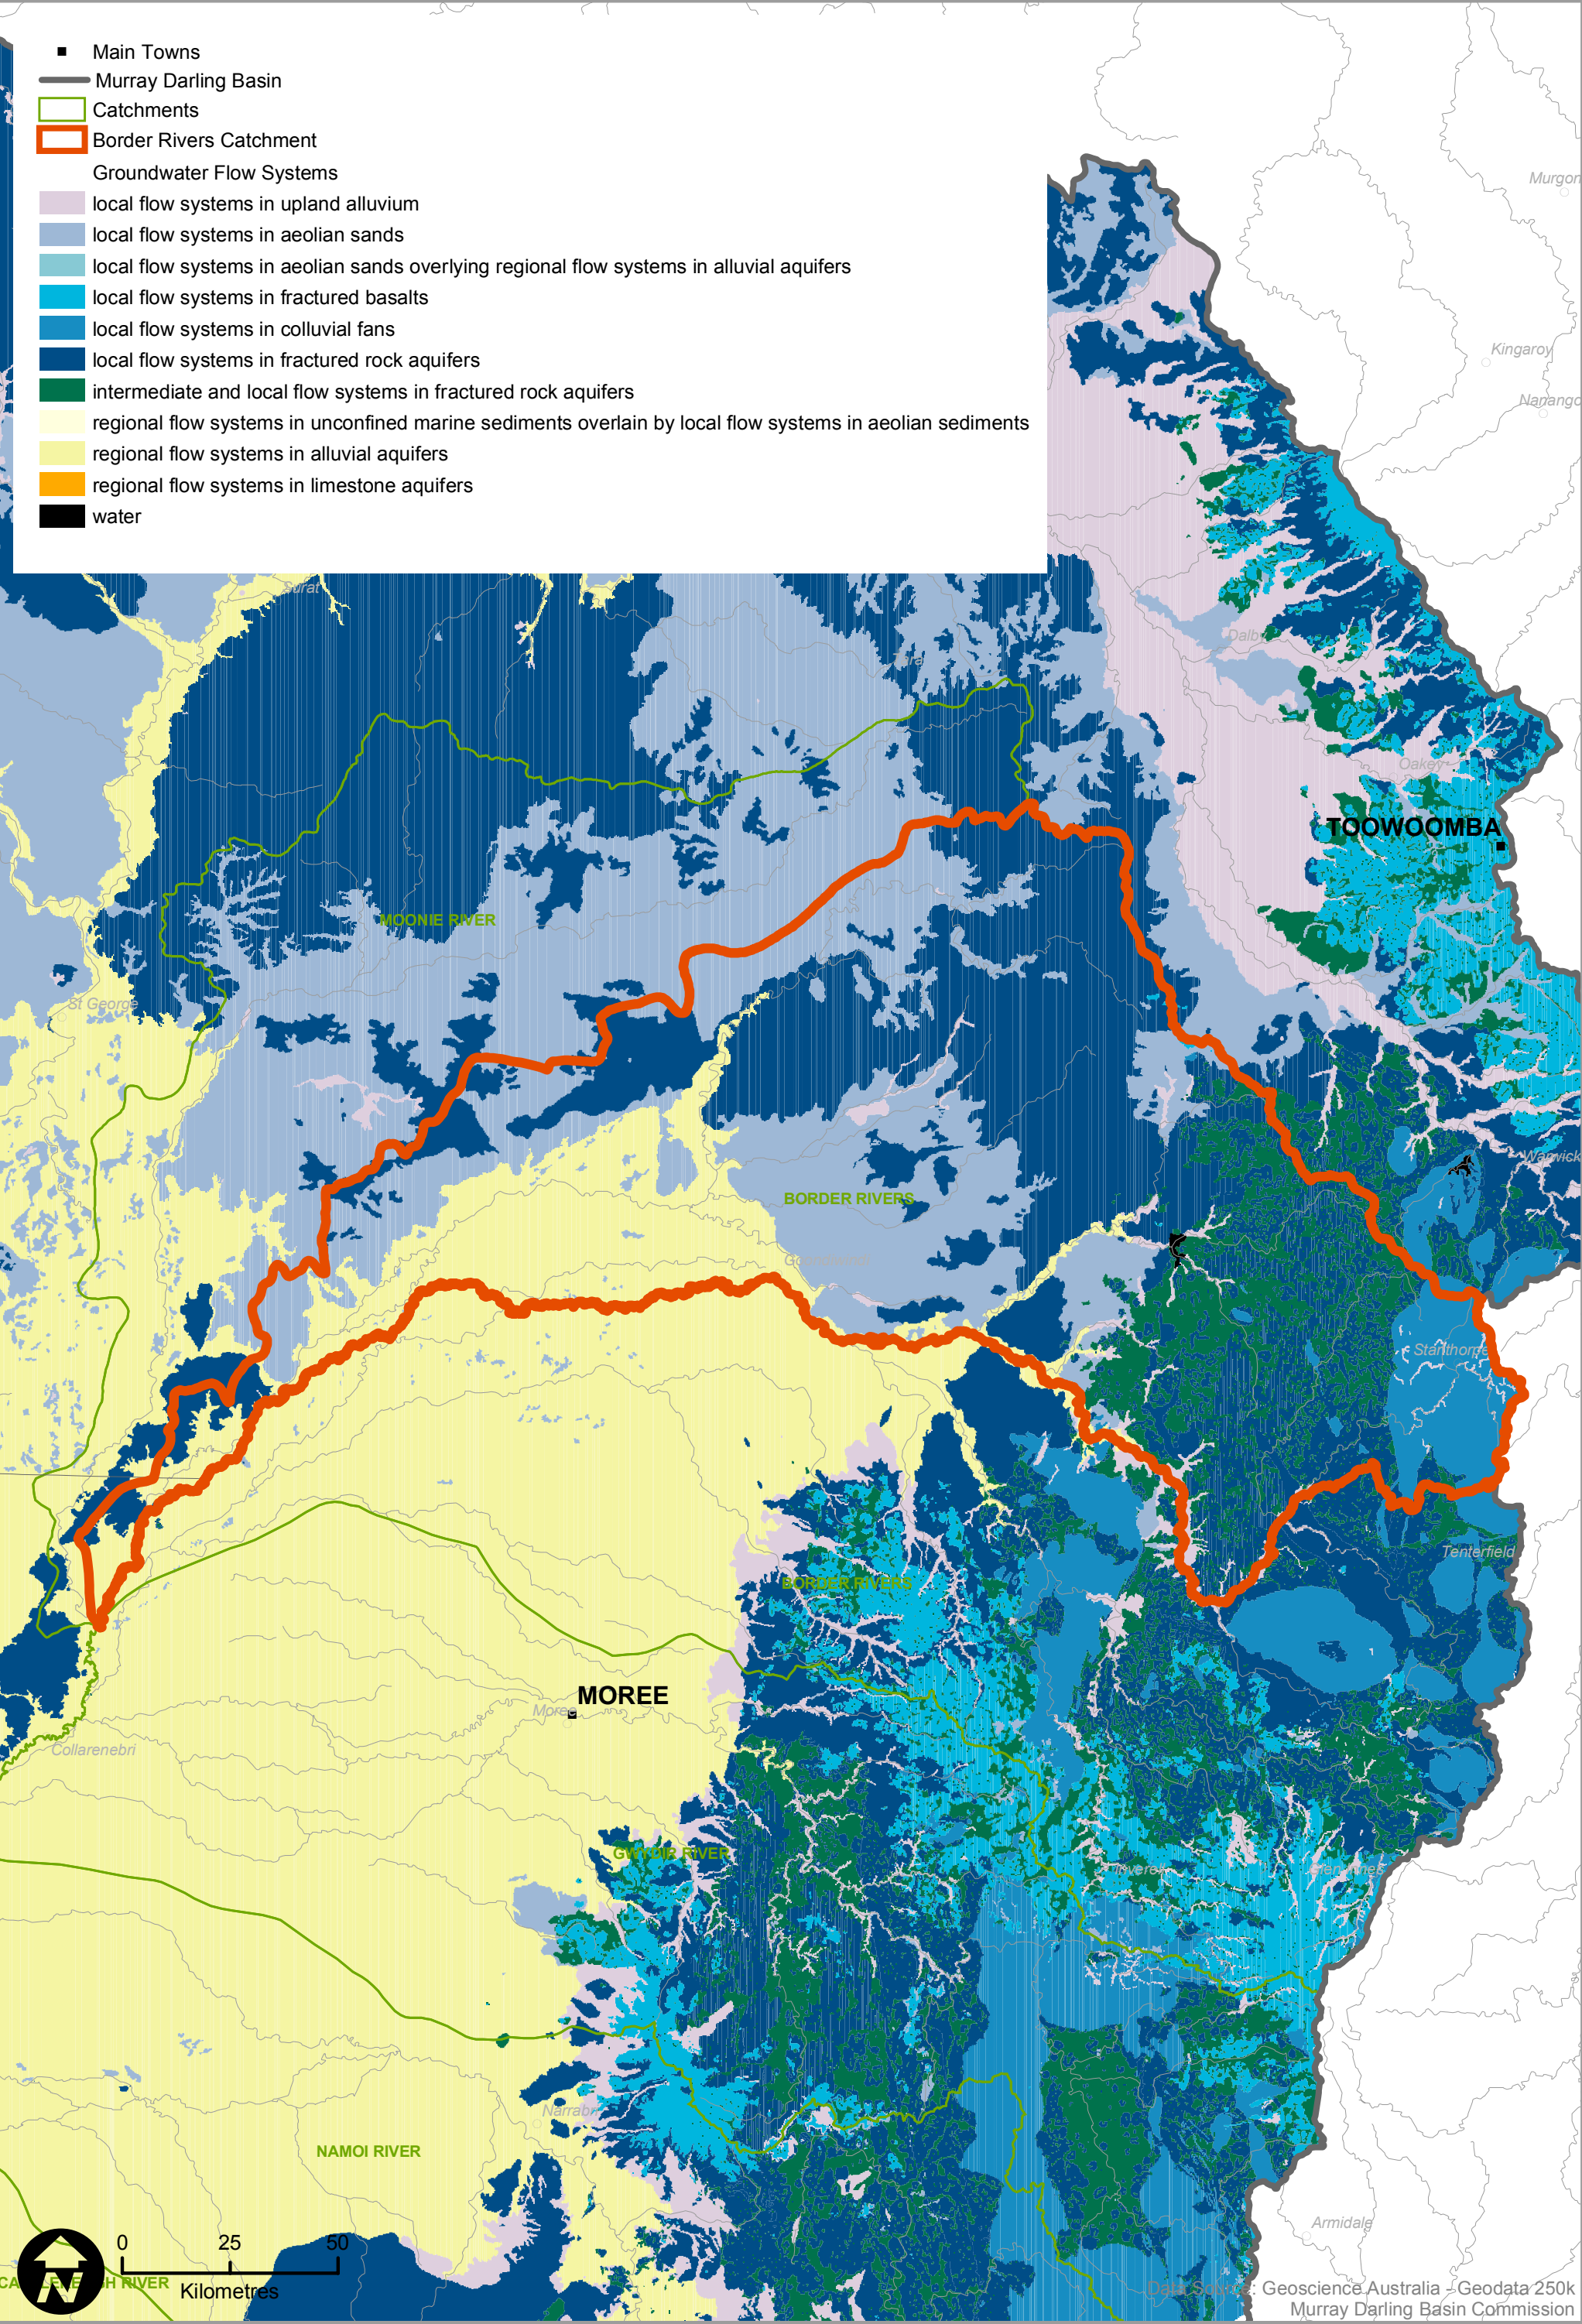 Main Towns
Murray Darling Basin
Catchments
Border Rivers Catchment
Groundwater Flow Systems
local flow systems in upland alluvium
local flow systems in aeolian sands
local flow systems in aeolian sands overlying regional flow systems in alluvial aquifers
local flow systems in fractured basalts
local flow systems in colluvial fans
local flow systems in fractured rock aquifers
intermediate and local flow systems in fractured rock aquifers
regional flow systems in unconfined marine sediments overlain by local flow systems in aeolian sediments
regional flow systems in alluvial aquifers
regional flow systems in limestone aquifers
water
Murgon
Kingaroy
Nanango
Surat
Dalby
Oakey
TOOWOOMBA
MOONIE RIVER
St George
Warwick
BORDER RIVERS
Stanthorpe
Tenterfield
BORDER RIVERS
MOREE
Moree
Collarenebri
GWYDIR RIVER
Inverell
Narrabri
NAMOI RIVER
Armidale
0 25 50
Kilometres
N
RIVER
Data Source: Geoscience Australia - Geodata 250k
Murray Darling Basin Commission